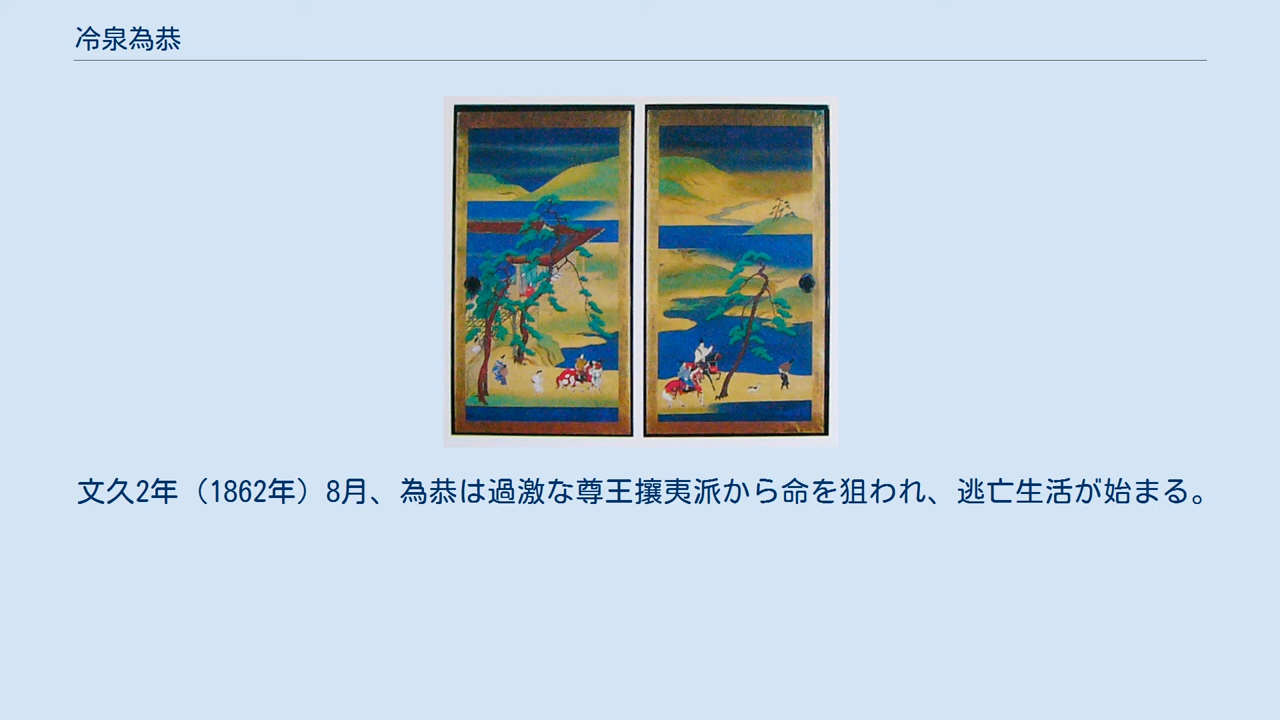 冷泉為恭
文久2年（1862年）8月、為恭は過激な尊王攘夷派から命を狙われ、逃亡生活が始まる。